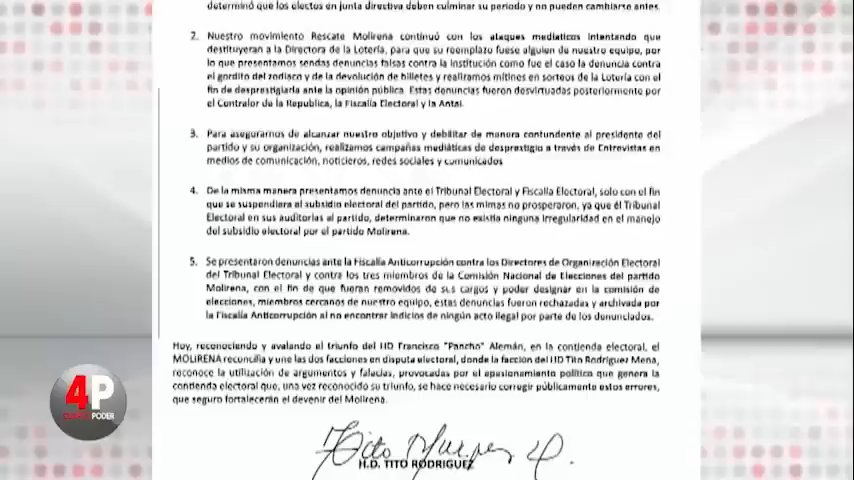 determinó que los electos en junta directiva deben culminar su periodo y no pueden cambiarse antes.
2. Nuestro movimiento Rescate Molirena continuó con los ataques mediáticos intentando que
destituyeran a la Directora de la Lotería, para que su reemplazo fuese alguien de nuestro equipo, por
lo que presentamos sendas denuncias falsas contra la Institución como fue el caso la denuncia contra
el gordito del zodiaco y de la devolución de billetes y realizamos mítines en sorteos de la Lotería con el
fin de desprestigiarla ante la opinión pública. Estas denuncias fueron desvirtuadas posteriormente por
el Contralor de la Republica, la Fiscalía Electoral y la Antai.
3. Para asegurarnos de alcanzar nuestro objetivo y debilitar de manera contundente al presidente del
partido y su organización, realizamos campañas mediáticas de desprestigio a través de Entrevistas en
medios de comunicación, noticieros, redes sociales y comunicados
4. De la misma manera presentamos denuncia ante el Tribunal Electoral y Fiscalía Electoral, solo con el fin
que se suspendiera el subsidio electoral del partido, pero las mimas no prosperaron, ya que él Tribunal
Electoral en sus auditorias al partido, determinaron que no existía ninguna irregularidad en el manejo
del subsidio electoral por el partido Molirena.
5. Se presentaron denuncias ante la Fiscalía Anticorrupción contra los Directores de Organización Electoral
del Tribunal Electoral y contra los tres miembros de la Comisión Nacional de Elecciones del partido
Molirena, con el fin de que fueran removidos de sus cargos y poder designar en la comisión de
elecciones, miembros cercanos de nuestro equipo, estas denuncias fueron rechazadas y archivada por
la Fiscalía Anticorrupción al no encontrar indicios de ningún acto ilegal por parte de los denunciados.
Hoy, reconociendo y avalando el triunfo del HD Francisco "Pancho" Alemán, en la contienda electoral, el
MOLIRENA reconcilia y une las dos facciones en disputa electoral, donde la facción del HD Tito Rodríguez Mena,
reconoce la utilización de argumentos y falacias, provocadas por el apasionamiento político que genera la
contienda electoral que, una vez reconocido su triunfo, se hace necesario corregir públicamente estos errores,
que seguro fortalecerán el devenir del Molirena.
H.D. TITO RODRIGUEZ
4P
PODER